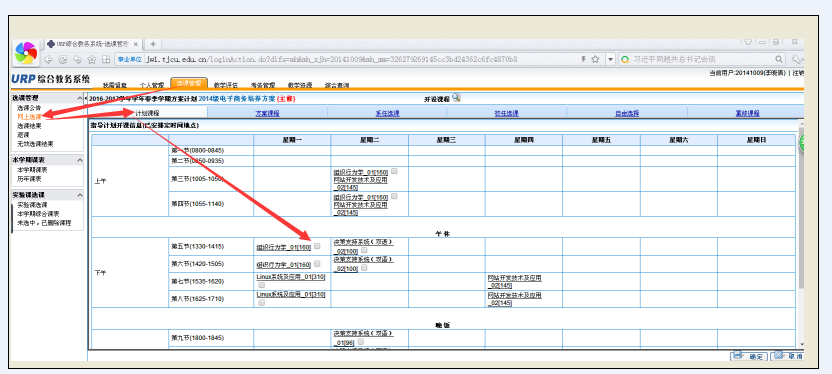 URP综合教务系统-选课管理
事业单位 jwl.tjcu.edu.cn/loginAction.do?dlfs=mh&mh_zjh=20141009&mh_mm=326279269145cc3bd24362c6fc4870b8
习近平同越共总书记会谈
URP 综合教务系统
当前用户:20141009(李 | 注销
我层留意 个人管理 选课管理 教学评估 考务管理 教学资源 综合查询
选课管理
选课公告
网上选课
选课结果
退课
无效选课结果
本学期课表
本学期课表
历年课表
实验课选课
实验课选课
本学期综合课表
未选中、已删除课程
2016-2017学年学年春季学期方案计划 2014级电子商务培养方案(主修) 开设课程
计划课程 方案课程 系任选课 校任选课 自由选择 重修课程
指导计划开课信息(已安排定时间地点)
星期一 星期二 星期三 星期四 星期五 星期六 星期日
上午
第一节(0800-0845)
第二节(0850-0935)
第三节(1005-1050) 组织行为学_01[160] 网站开发技术及应用_02[145]
第四节(1055-1140) 组织行为学_01[160] 网站开发技术及应用_02[145]
午休
下午
第五节(1330-1415) 组织行为学_01[160] 决策支持系统(双语)_02[100]
第六节(1420-1505) 组织行为学_01[160] 决策支持系统(双语)_02[100]
第七节(1535-1620) Linux系统及应用_01[310] 网站开发技术及应用_02[145]
第八节(1625-1710) Linux系统及应用_01[310] 网站开发技术及应用_02[145]
晚饭
第九节(1800-1845) 决策支持系统(双语)_01[96]
确定 取消